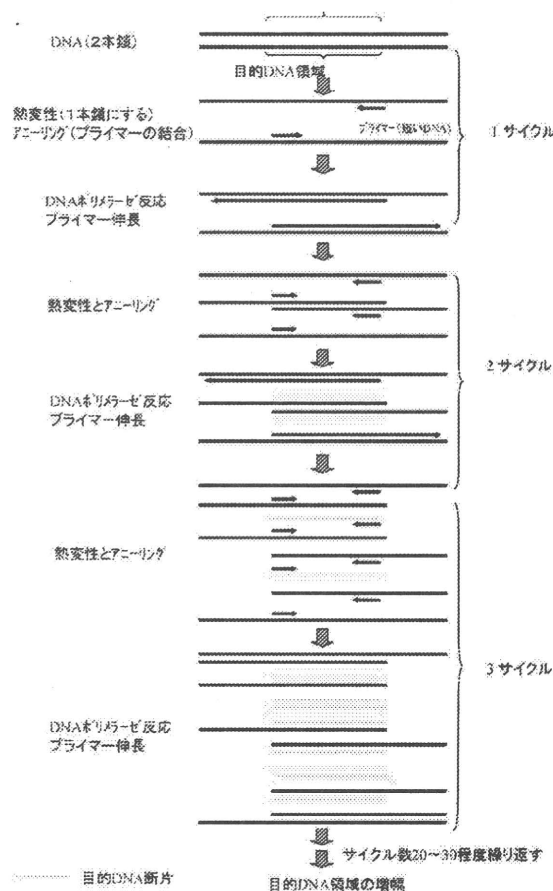 DNA(2本鎖)
目的DNA領域
熱変性(1本鎖にする)
アニーリング(プライマーの結合)
プライマー(短いDNA)
1サイクル
DNAポリメラーゼ反応
プライマー伸長
熱変性とアニーリング
2サイクル
DNAポリメラーゼ反応
プライマー伸長
熱変性とアニーリング
3サイクル
DNAポリメラーゼ反応
プライマー伸長
サイクル数20~30程度繰り返す
目的DNA断片
目的DNA領域の増幅